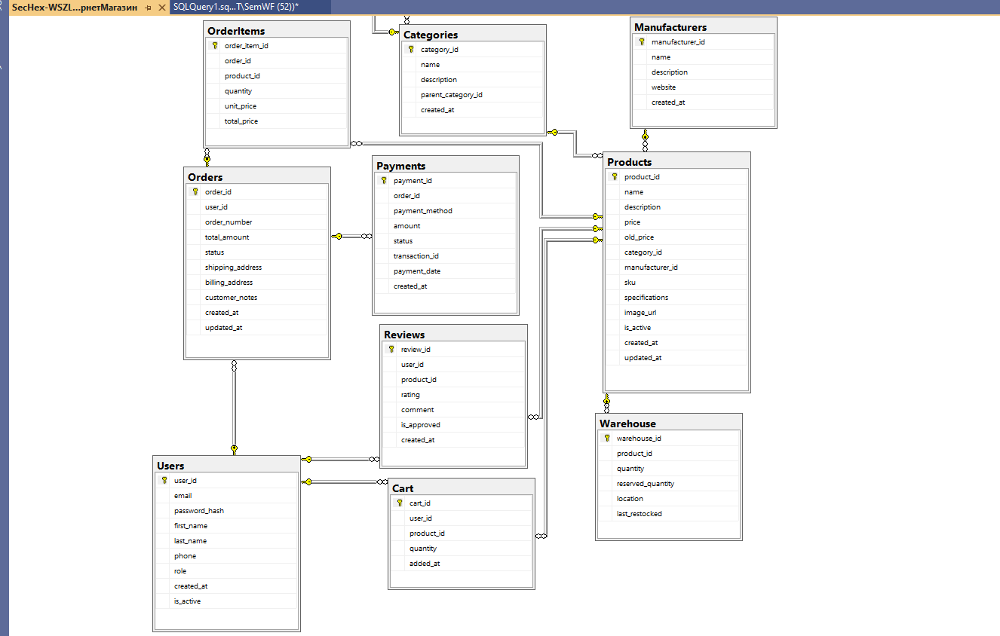 SecHex-WSZL...рнетМагазин
SQLQuery1.sq...T\SemWF (52))*
OrderItems
order_item_id
order_id
product_id
quantity
unit_price
total_price
Categories
category_id
name
description
parent_category_id
created_at
Manufacturers
manufacturer_id
name
description
website
created_at
Orders
order_id
user_id
order_number
total_amount
status
shipping_address
billing_address
customer_notes
created_at
updated_at
Payments
payment_id
order_id
payment_method
amount
status
transaction_id
payment_date
created_at
Products
product_id
name
description
price
old_price
category_id
manufacturer_id
sku
specifications
image_url
is_active
created_at
updated_at
Reviews
review_id
user_id
product_id
rating
comment
is_approved
created_at
Warehouse
warehouse_id
product_id
quantity
reserved_quantity
location
last_restocked
Users
user_id
email
password_hash
first_name
last_name
phone
role
created_at
is_active
Cart
cart_id
user_id
product_id
quantity
added_at